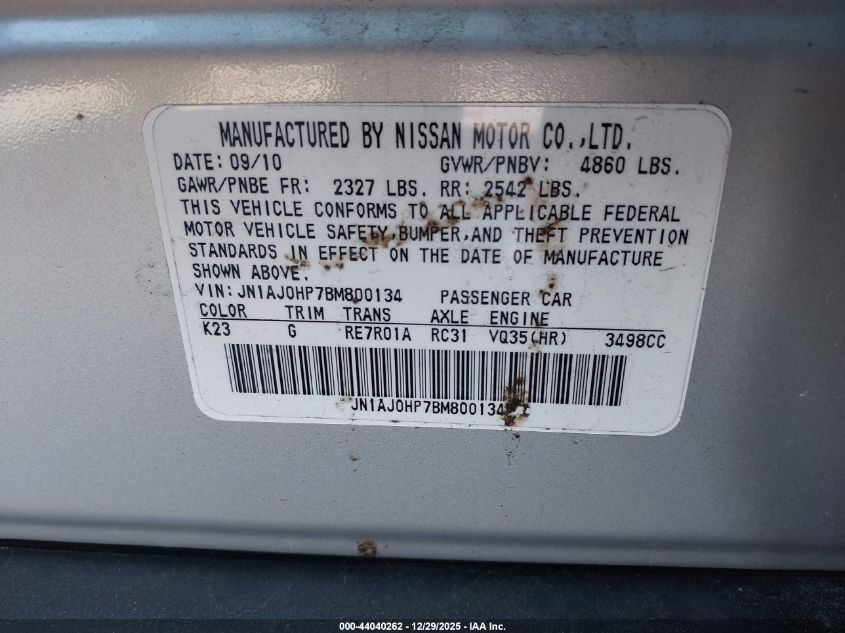 MANUFACTURED BY NISSAN MOTOR CO.,LTD.
DATE: 09/10 GVWR/PNBV: 4860 LBS.
GAWR/PNBE FR: 2327 LBS. RR: 2542 LBS.
THIS VEHICLE CONFORMS TO ALL APPLICABLE FEDERAL
MOTOR VEHICLE SAFETY,BUMPER,AND THEFT PREVENTION
STANDARDS IN EFFECT ON THE DATE OF MANUFACTURE
SHOWN ABOVE.
VIN: JN1AJ0HP7BM800134 PASSENGER CAR
COLOR TRIM TRANS AXLE ENGINE
K23 G RE7R01A RC31 VQ35(HR) 3498CC
JN1AJ0HP7BM800134
000-44040262 - 12/29/2025 - IAA Inc.